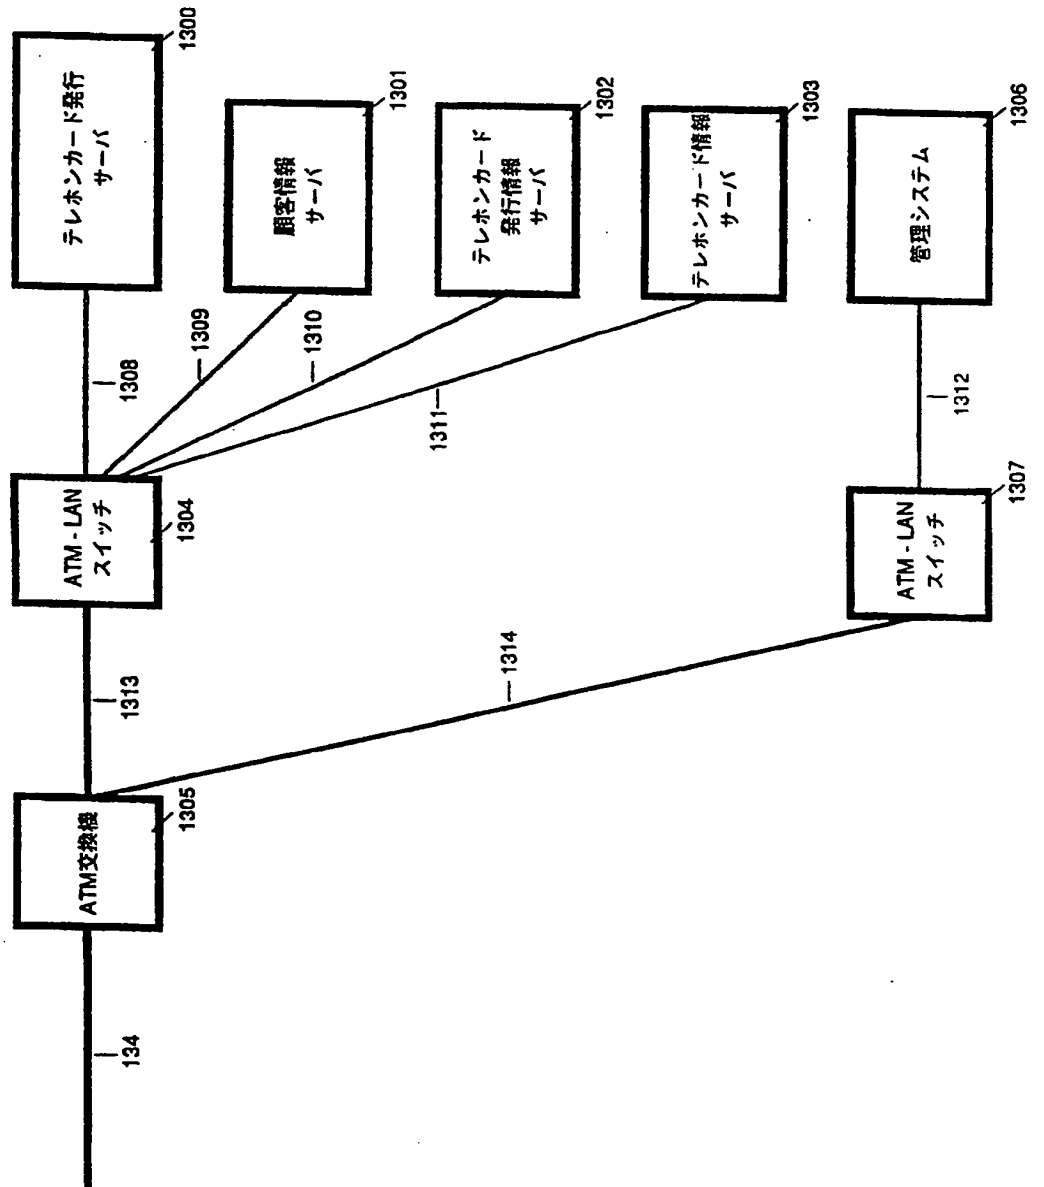 テレホンカード発行
サーバ
1300
顧客情報
サーバ
1301
テレホンカード
発行情報
サーバ
1302
テレホンカード情報
サーバ
1303
管理システム
1306
1308
1309
1310
1311
1312
ATM - LAN
スイッチ
1304
ATM - LAN
スイッチ
1307
1313
1314
ATM交換機
1305
134